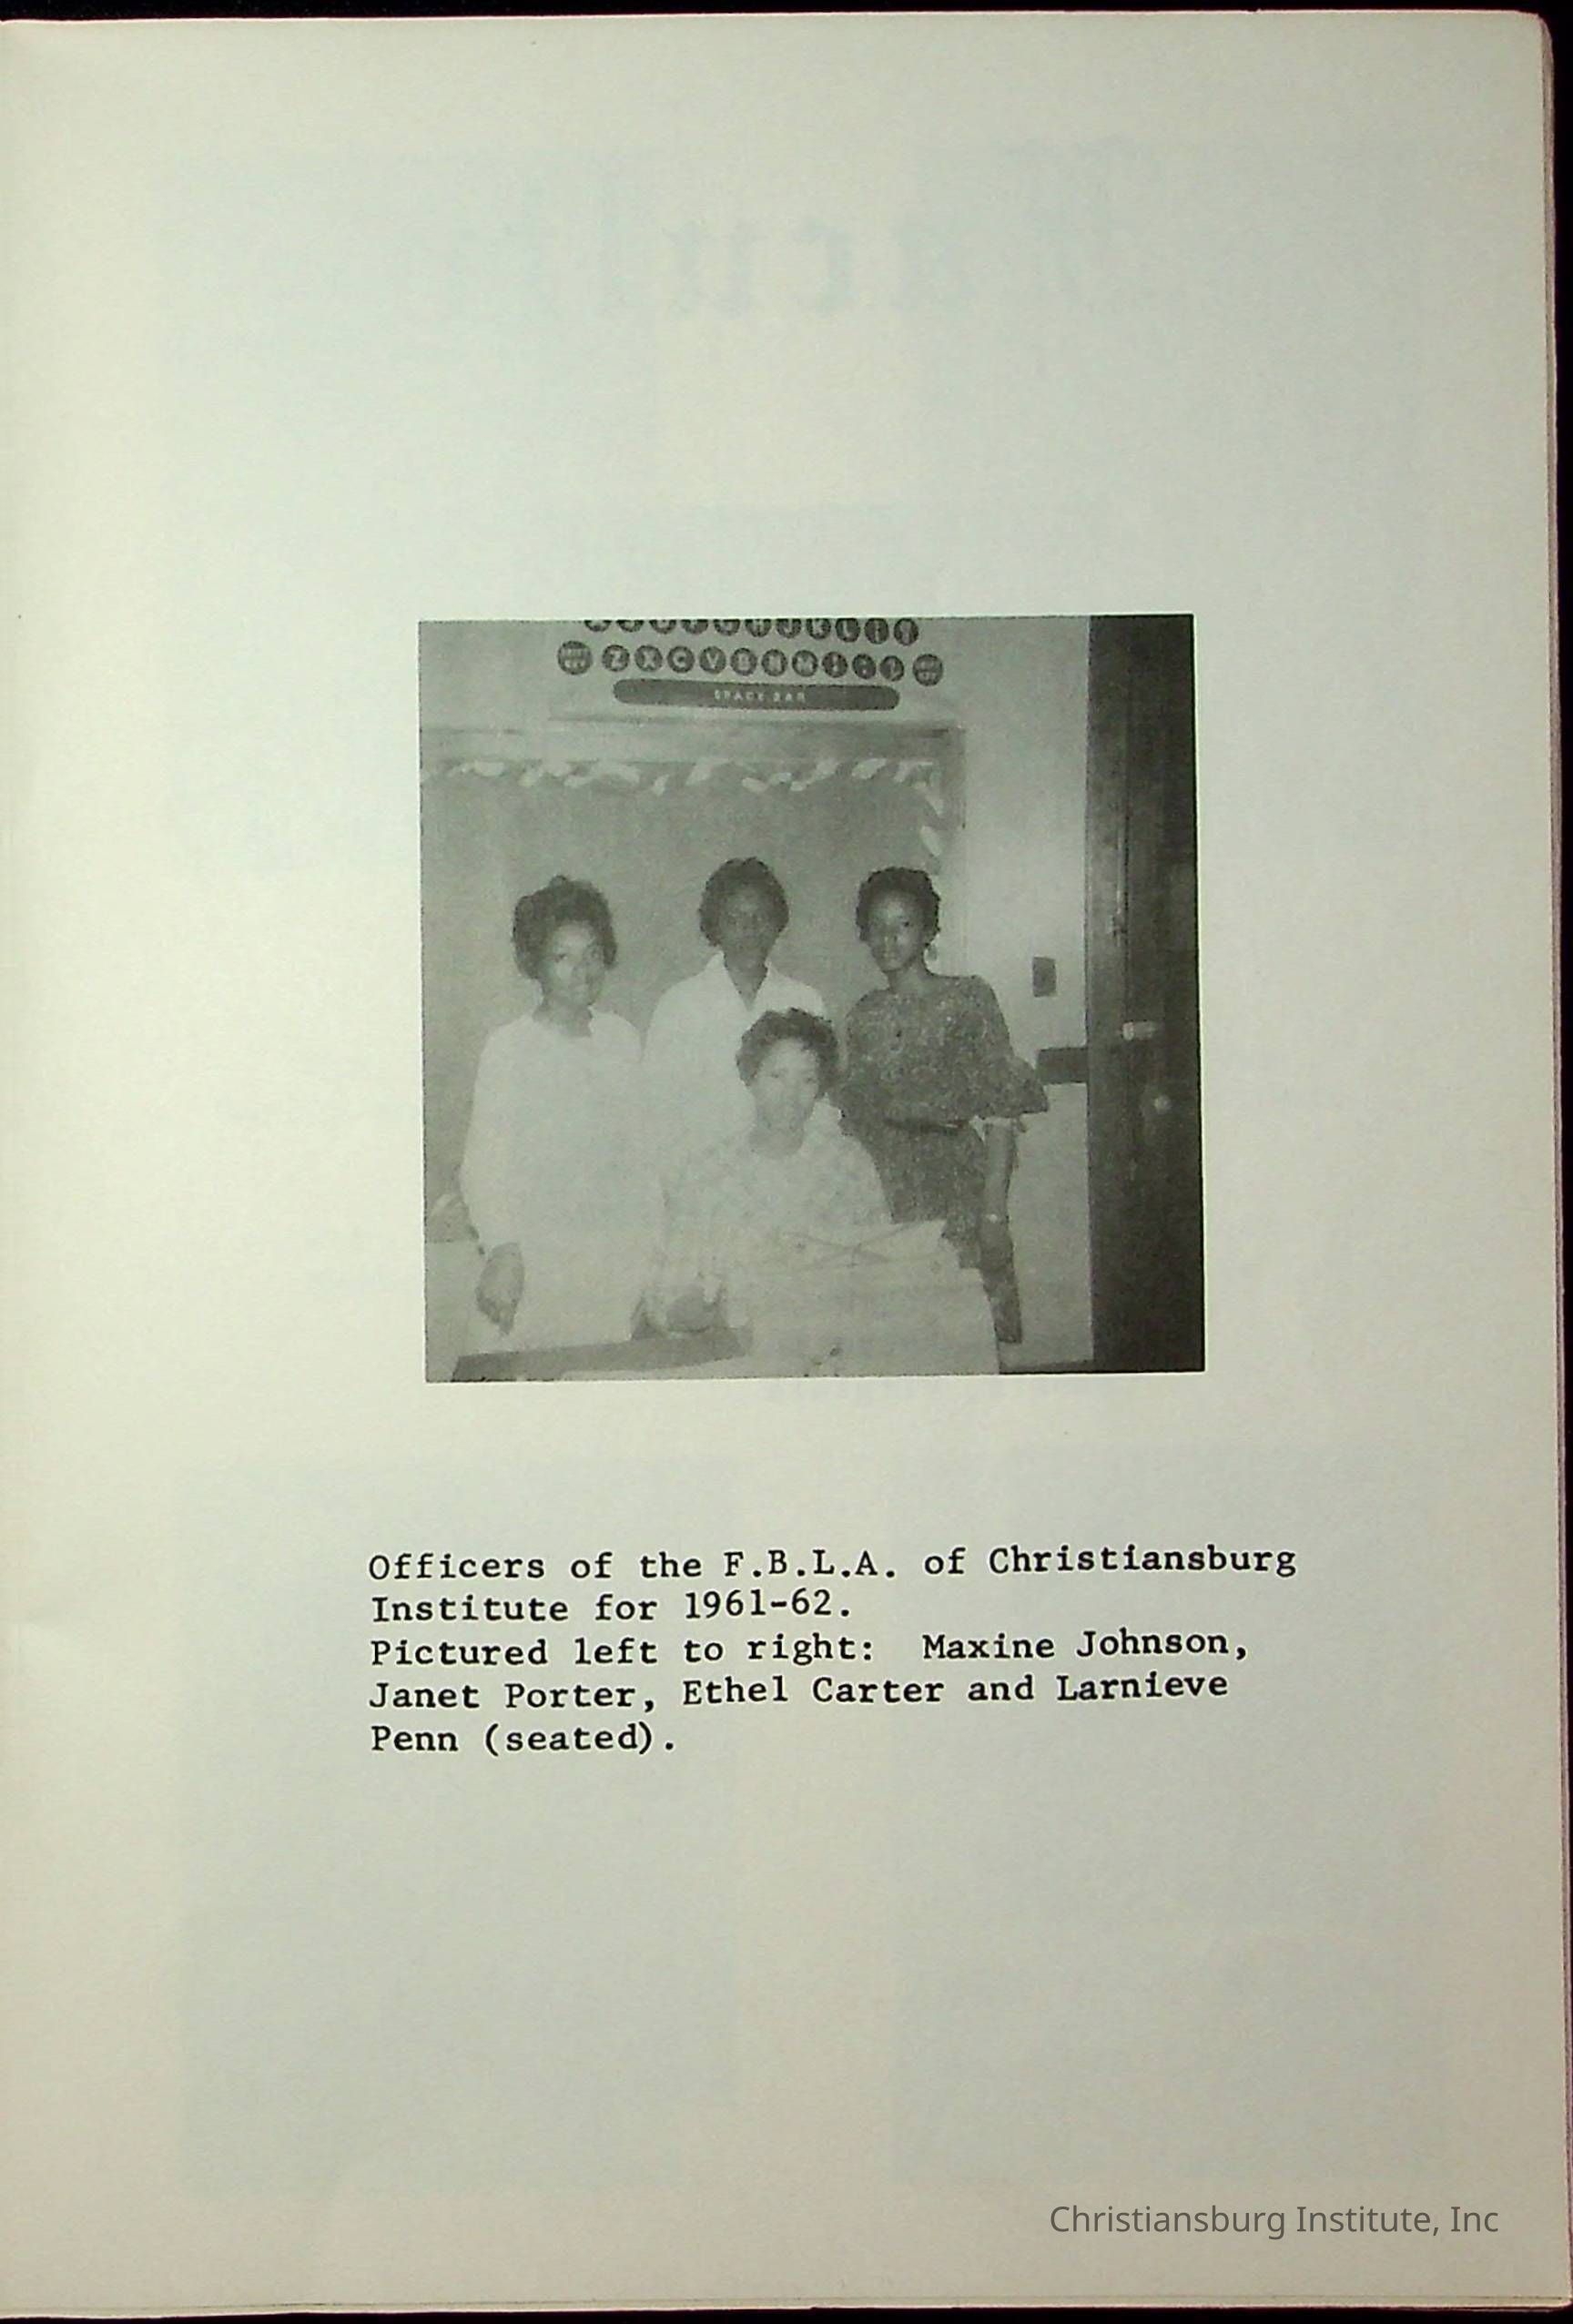 Z X C V B N M
SPACE BAR
Officers of the F.B.L.A. of Christiansburg
Institute for 1961-62.
Pictured left to right: Maxine Johnson,
Janet Porter, Ethel Carter and Larnieve
Penn (seated).
Christiansburg Institute, Inc